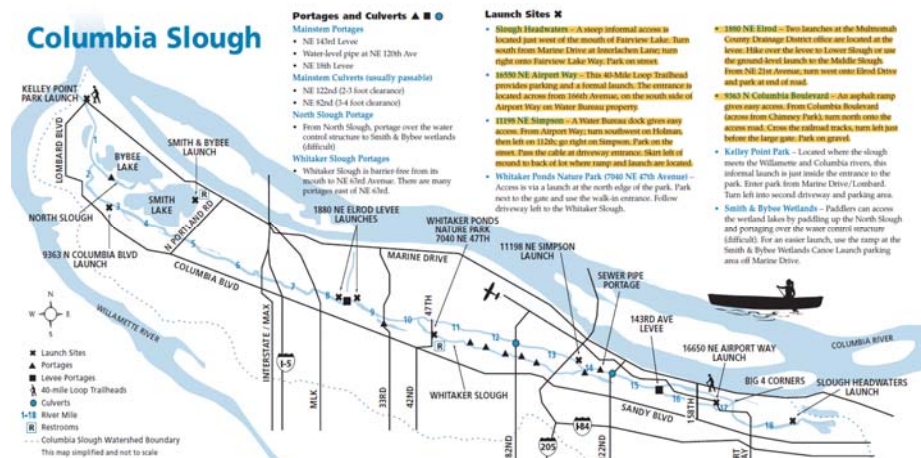 Columbia Slough
Portages and Culverts
Mainstem Portages
• NE 143rd Levee
• Water-level pipe at NE 120th Ave
• NE 18th Levee
Mainstem Culverts (usually passable)
• NE 122nd (2-3 foot clearance)
• NE 82nd (3-4 foot clearance)
North Slough Portage
• From North Slough, portage over the water
control structure to Smith & Bybee wetlands
(difficult)
Whitaker Slough Portages
• Whitaker Slough is barrier-free from its
mouth to NE 63rd Avenue. There are many
portages east of NE 63rd.
Launch Sites
• Slough Headwaters – A steep informal access is
located just west of the mouth of Fairview Lake. Turn
south from Marine Drive at Interlachen Lane; turn
right onto Fairview Lake Way. Park on street.
• 16550 NE Airport Way – This 40-Mile Loop Trailhead
provides parking and a formal launch. The entrance is
located across from 166th Avenue, on the south side of
Airport Way on Water Bureau property.
• 11198 NE Simpson – A Water Bureau dock gives easy
access. From Airport Way; turn southwest on Holman,
then left on 112th; go right on Simpson. Park on the
street. Pass the cable at driveway entrance. Skirt left of
mound to back of lot where ramp and launch are located.
• Whitaker Ponds Nature Park (7040 NE 47th Avenue) –
Access is via a launch at the north edge of the park. Park
next to the gate and use the walk-in entrance. Follow
driveway left to the Whitaker Slough.
• 1880 NE Elrod – Two launches at the Multnomah
County Drainage District office are located at the
levee. Hike over the levee to Lower Slough or use
the ground-level launch to the Middle Slough.
From NE 21st Avenue, turn west onto Elrod Drive
and park at end of road.
• 9363 N Columbia Boulevard – An asphalt ramp
gives easy access. From Columbia Boulevard
(across from Chimney Park); turn north onto the
access road. Cross the railroad tracks, turn left just
before the large gate. Park on gravel.
• Kelley Point Park – Located where the slough
meets the Willamette and Columbia rivers, this
informal launch is just inside the entrance to the
park. Enter park from Marine Drive/Lombard.
Turn left into second driveway and parking area.
• Smith & Bybee Wetlands – Paddlers can access
the wetland lakes by paddling up the North Slough
and portaging over the water control structure
(difficult). For an easier launch, use the ramp at the
Smith & Bybee Wetlands Canoe Launch parking
area off Marine Drive.
KELLEY POINT
PARK LAUNCH
LOMBARD BLVD
1
2
BYBEE
LAKE
SMITH & BYBEE
LAUNCH
R
SMITH
LAKE
NORTH SLOUGH
3
4
5
N PORTLAND RD
9363 N COLUMBIA BLVD
LAUNCH
COLUMBIA BLVD
6
7
8
9
10
11
12
13
14
15
16
17
18
1880 NE ELROD LEVEE
LAUNCHES
MARINE DRIVE
WHITAKER PONDS
NATURE PARK
7040 NE 47TH
47TH
R
11198 NE SIMPSON
LAUNCH
SEWER PIPE
PORTAGE
143RD AVE
LEVEE
16650 NE AIRPORT WAY
LAUNCH
BIG 4 CORNERS
SLOUGH HEADWATERS
LAUNCH
COLUMBIA RIVER
WILLAMETTE RIVER
INTERSTATE / MAX
I-5
MLK
33RD
42ND
WHITAKER SLOUGH
82ND
205
I-84
122ND
SANDY BLVD
158TH
N
W
E
S
Launch Sites
Portages
Levee Portages
40-mile Loop Trailheads
Culverts
1-18 River Mile
R Restrooms
Columbia Slough Watershed Boundary
This map simplified and not to scale